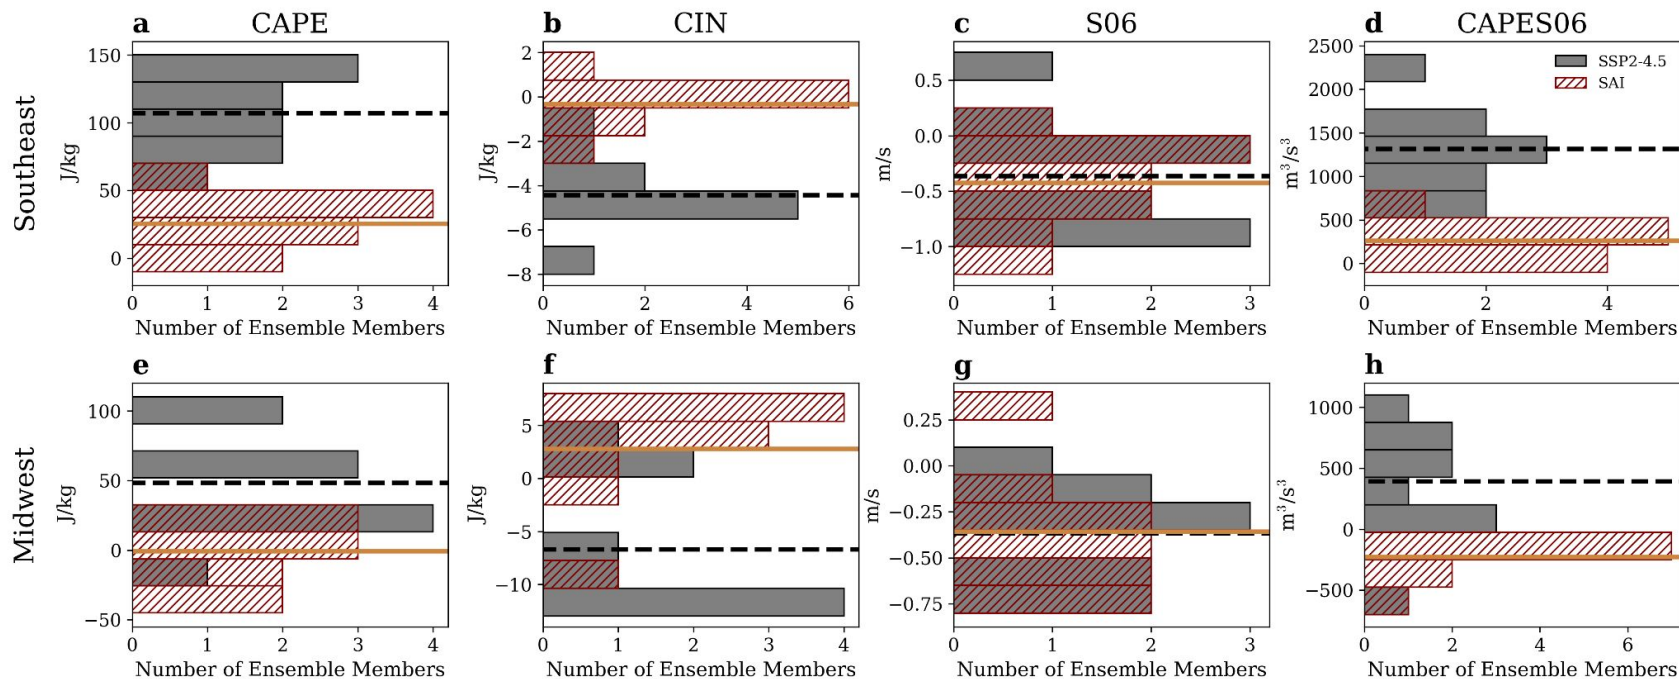 a CAPE
b CIN
c S06
d CAPES06
Southeast
J/kg
150
100
50
0
0 1 2 3 4
Number of Ensemble Members
J/kg
2
0
−2
−4
−6
−8
0 2 4 6
Number of Ensemble Members
m/s
0.5
0.0
−0.5
−1.0
0 1 2 3
Number of Ensemble Members
m³/s³
2500
2000
1500
1000
500
0
SSP2-4.5
SAI
0 2 4
Number of Ensemble Members
Midwest
e
J/kg
100
50
0
−50
0 1 2 3 4
Number of Ensemble Members
f
J/kg
5
0
−5
−10
0 1 2 3 4
Number of Ensemble Members
g
m/s
0.25
0.00
−0.25
−0.50
−0.75
0 1 2 3
Number of Ensemble Members
h
m³/s³
1000
500
0
−500
0 2 4 6
Number of Ensemble Members